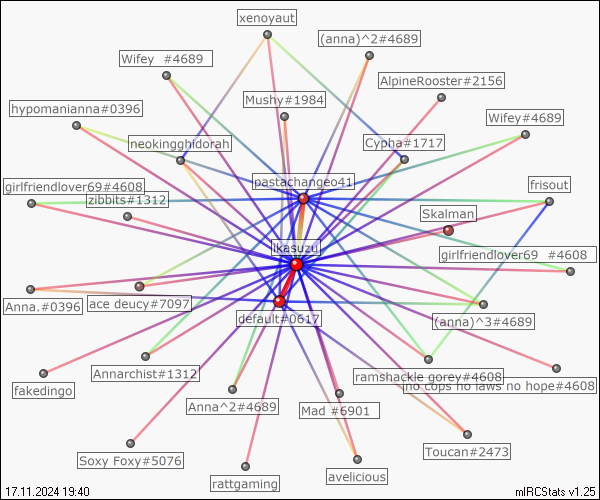 xenoyaut
(anna)^2#4689
Wifey #4689
AlpineRooster#2156
Mushy#1984
hypomanianna#0396
Wifey#4689
neokingghidorah
Cypha#1717
pastachangeo41
girlfriendlover69#4608
frisout
zibbits#1312
Skalman
ikasuzu
girlfriendlover69 #4608
Anna.#0396
ace deucy#7097
default#0617
(anna)^3#4689
Annarchist#1312
ramshackle gorey#4608
fakedingo
no cops no laws no hope#4608
Anna^2#4689
Mad #6901
Toucan#2473
Soxy Foxy#5076
avelicious
rattgaming
17.11.2024 19:40
mIRCStats v1.25